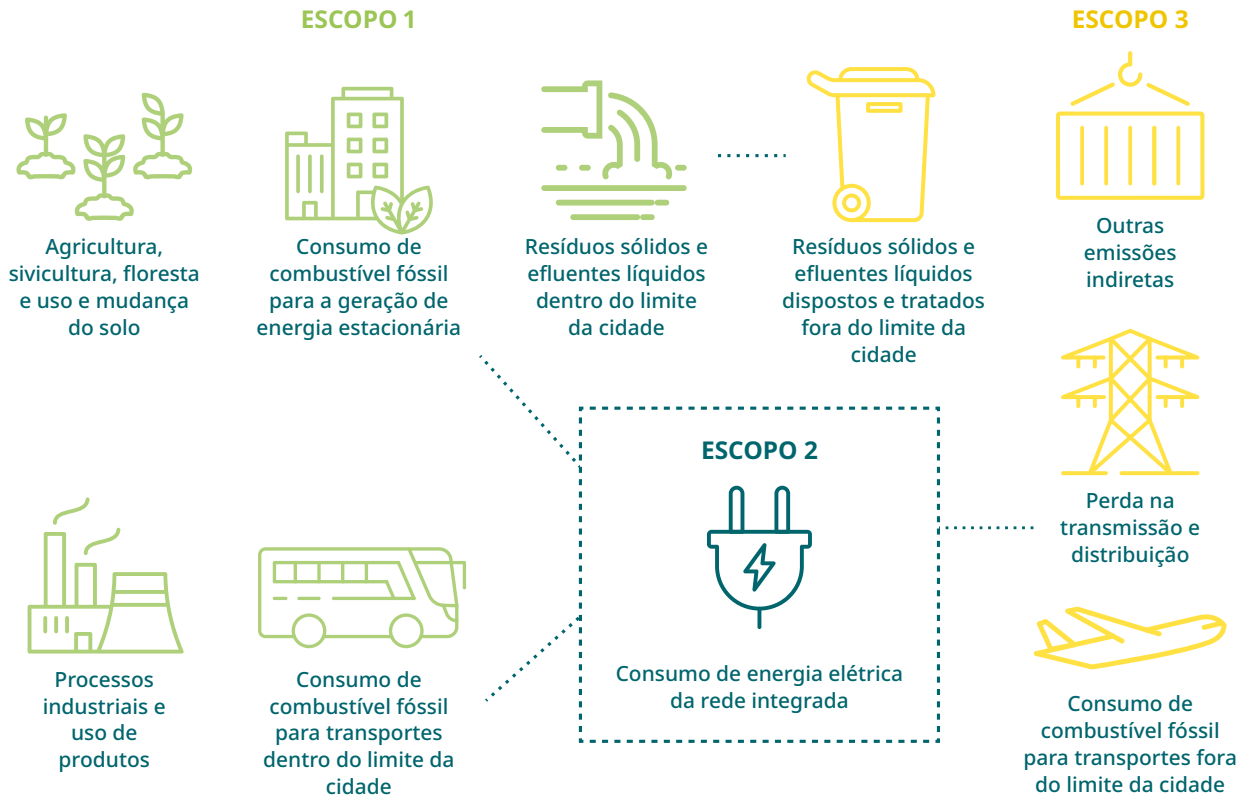 ESCOPO 1
ESCOPO 3
Agricultura,
sivicultura, floresta
e uso e mudança
do solo
Consumo de
combustível fóssil
para a geração de
energia estacionária
Resíduos sólidos e
efluentes líquidos
dentro do limite
da cidade
Resíduos sólidos e
efluentes líquidos
dispostos e tratados
fora do limite da
cidade
Outras
emissões
indiretas
ESCOPO 2
Consumo de energia elétrica
da rede integrada
Perda na
transmissão e
distribuição
Processos
industriais e
uso de
produtos
Consumo de
combustível fóssil
para transportes
dentro do limite da
cidade
Consumo de
combustível fóssil
para transportes fora
do limite da cidade